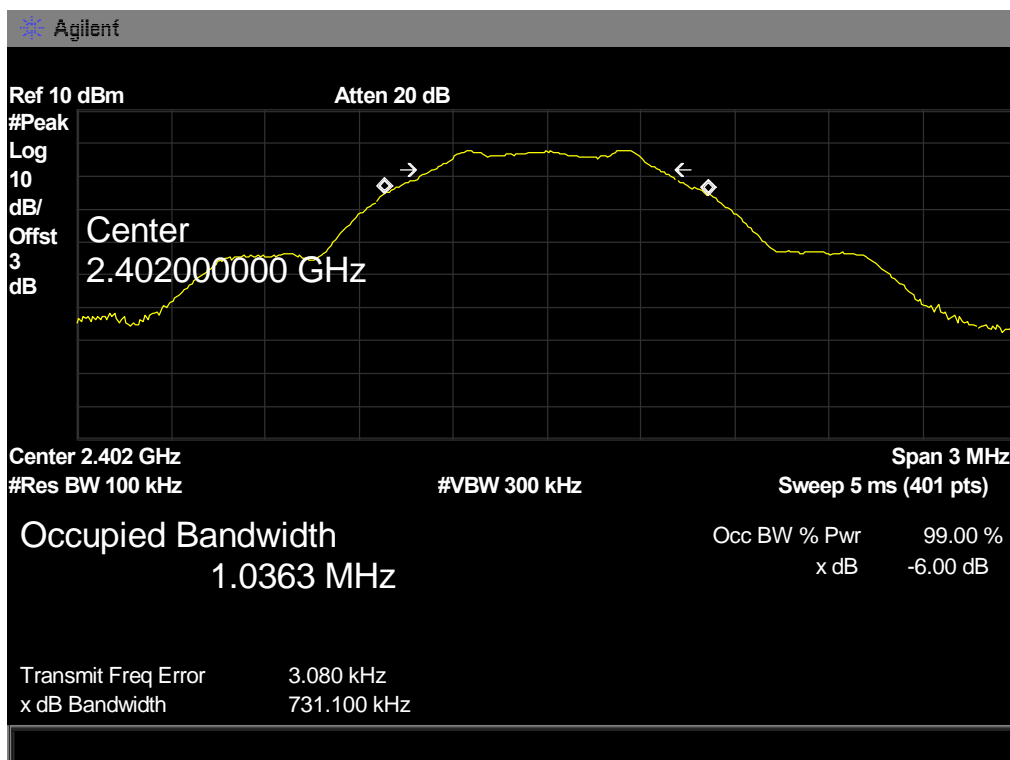 Agilent
Ref 10 dBm Atten 20 dB
#Peak
Log
10
dB/
Offst
3
dB
Center
2.402000000 GHz
Center 2.402 GHz Span 3 MHz
#Res BW 100 kHz #VBW 300 kHz Sweep 5 ms (401 pts)
Occupied Bandwidth Occ BW % Pwr 99.00 %
1.0363 MHz x dB -6.00 dB
Transmit Freq Error 3.080 kHz
x dB Bandwidth 731.100 kHz